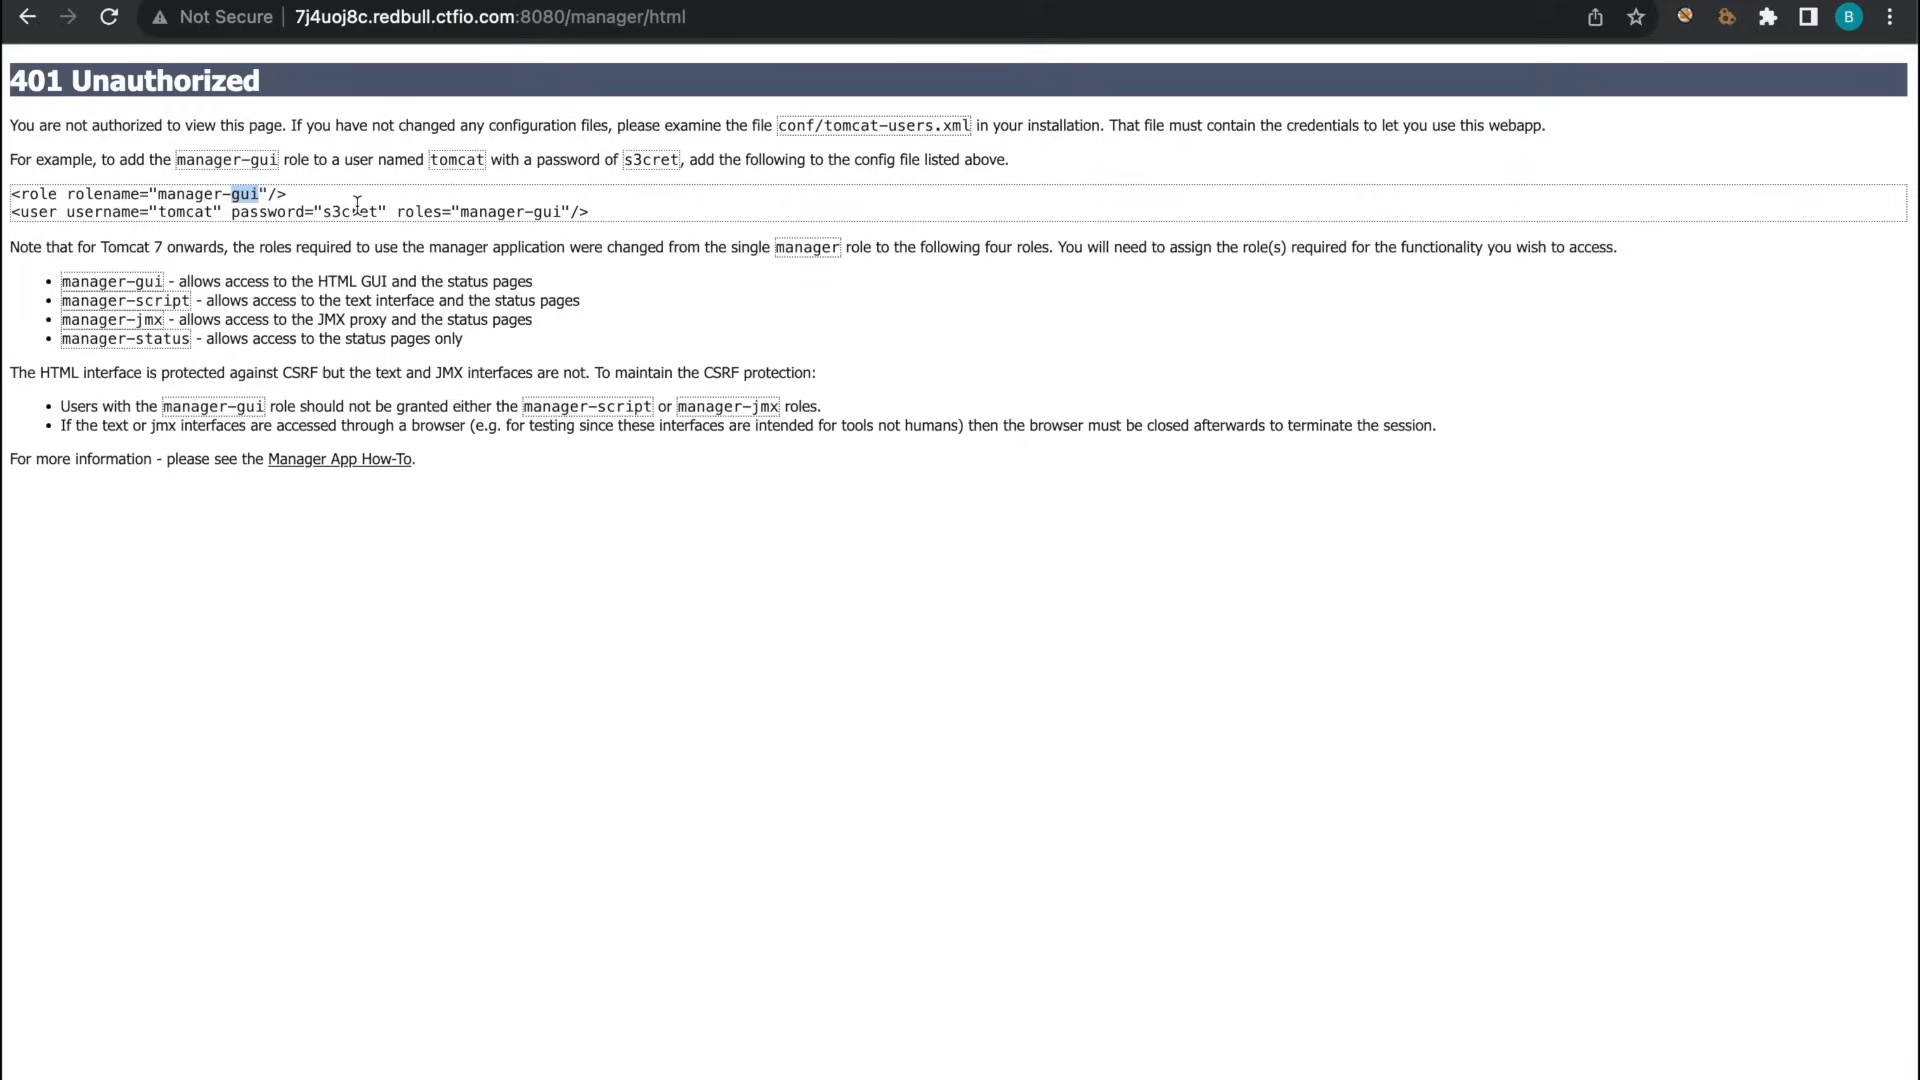 Not Secure | 7j4uoj8c.redbull.ctfio.com:8080/manager/html
B
401 Unauthorized
You are not authorized to view this page. If you have not changed any configuration files, please examine the file conf/tomcat-users.xml in your installation. That file must contain the credentials to let you use this webapp.
For example, to add the manager-gui role to a user named tomcat with a password of s3cret, add the following to the config file listed above.
<role rolename="manager-gui"/>
<user username="tomcat" password="s3cret" roles="manager-gui"/>
Note that for Tomcat 7 onwards, the roles required to use the manager application were changed from the single manager role to the following four roles. You will need to assign the role(s) required for the functionality you wish to access.
• manager-gui - allows access to the HTML GUI and the status pages
• manager-script - allows access to the text interface and the status pages
• manager-jmx - allows access to the JMX proxy and the status pages
• manager-status - allows access to the status pages only
The HTML interface is protected against CSRF but the text and JMX interfaces are not. To maintain the CSRF protection:
• Users with the manager-gui role should not be granted either the manager-script or manager-jmx roles.
• If the text or jmx interfaces are accessed through a browser (e.g. for testing since these interfaces are intended for tools not humans) then the browser must be closed afterwards to terminate the session.
For more information - please see the Manager App How-To.